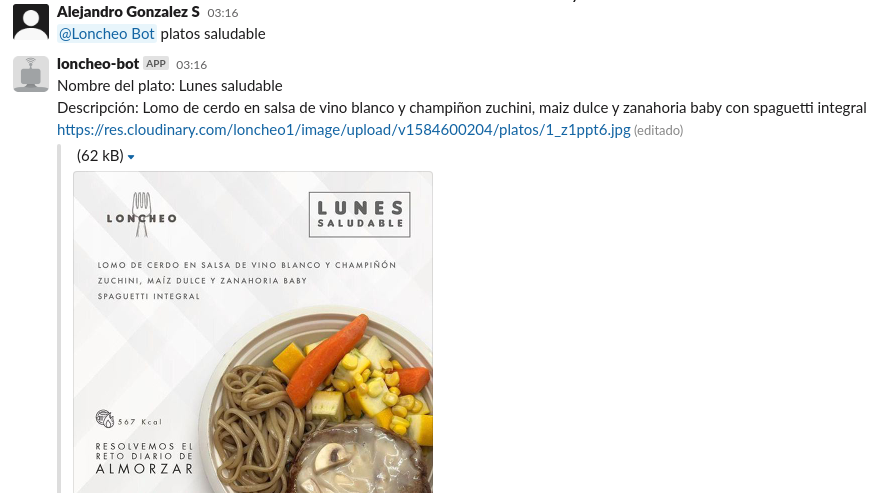 Alejandro Gonzalez S 03:16
@Loncheo Bot platos saludable
loncheo-bot APP 03:16
Nombre del plato: Lunes saludable
Descripción: Lomo de cerdo en salsa de vino blanco y champiñon zuchini, maiz dulce y zanahoria baby con spaguetti integral
https://res.cloudinary.com/loncheo1/image/upload/v1584600204/platos/1_z1ppt6.jpg (editado)
(62 kB)
LONCHEO
LUNES
SALUDABLE
LOMO DE CERDO EN SALSA DE VINO BLANCO Y CHAMPIÑÓN
ZUCHINI, MAÍZ DULCE Y ZANAHORIA BABY
SPAGUETTI INTEGRAL
567 Kcal
RESOLVEMOS EL
RETO DIARIO DE
ALMORZAR